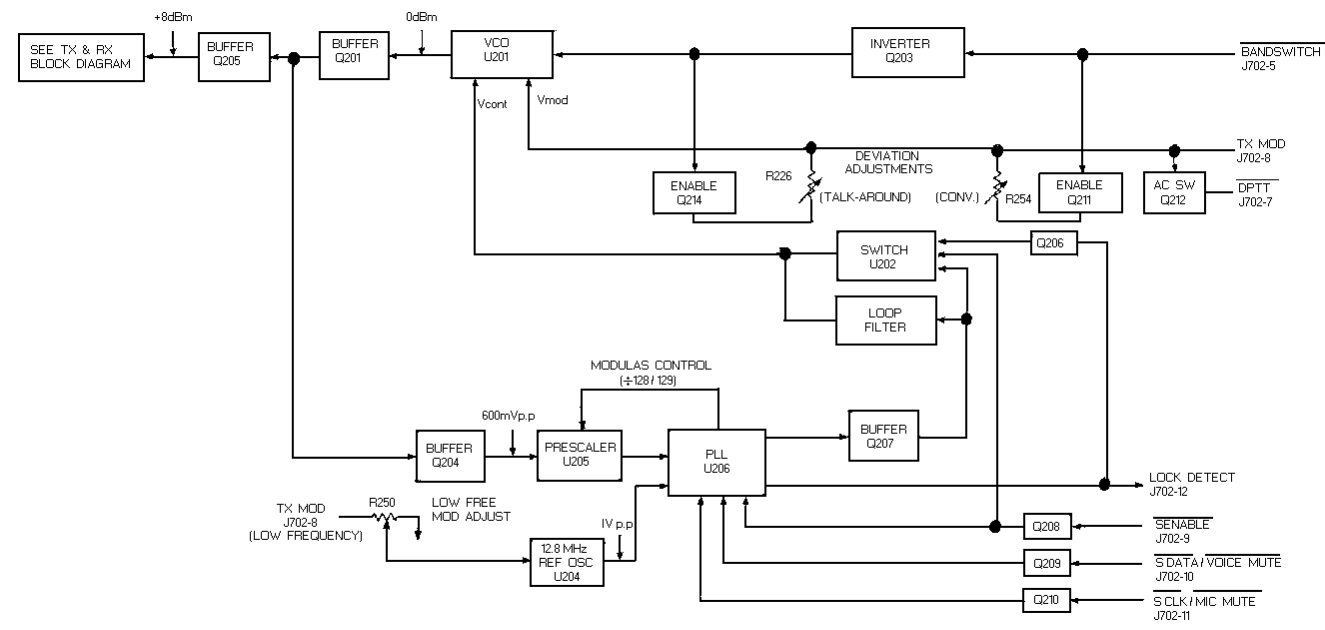 +8dBm
0dBm
SEE TX & RX
BLOCK DIAGRAM
BUFFER
Q205
BUFFER
Q201
VCO
U201
INVERTER
Q203
BANDSWITCH
J702-5
Vcont
Vmod
TX MOD
J702-8
DEVIATION
ADJUSTMENTS
ENABLE
Q214
R226
(TALK-AROUND)
(CONV.)
R254
ENABLE
Q211
AC SW
Q212
DPTT
J702-7
SWITCH
U202
Q206
LOOP
FILTER
MODULAS CONTROL
(÷128/129)
600mVp.p
BUFFER
Q204
PRESCALER
U205
PLL
U206
BUFFER
Q207
LOCK DETECT
J702-12
TX MOD
J702-8
(LOW FREQUENCY)
R250
LOW FREE
MOD ADJUST
1V p.p
12.8 MHz
REF OSC
U204
Q208
SENABLE
J702-9
Q209
S DATA/VOICE MUTE
J702-10
Q210
S CLK/MIC MUTE
J702-11